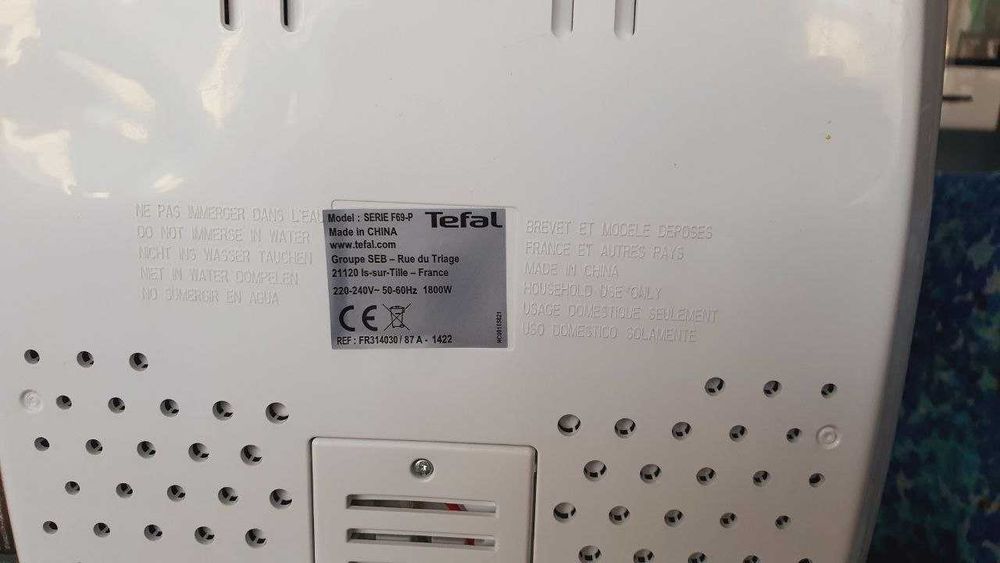 NE PAS IMMERGER DANS L'EAU
DO NOT IMMERSE IN WATER
NICHT INS WASSER TAUCHEN
NIET IN WATER DOMPELEN
NO SUMERGIR EN AGUA
Model : SERIE F69-P Tefal
Made in CHINA
www.tefal.com
Groupe SEB – Rue du Triage
21120 Is-sur-Tille – France
220-240V~ 50-60Hz 1800W
CE
REF : FR314030 / 87 A - 1422
BREVET ET MODELE DEPOSES
FRANCE ET AUTRES PAYS
MADE IN CHINA
HOUSEHOLD USE ONLY
USAGE DOMESTIQUE SEULEMENT
USO DOMESTICO SOLAMENTE